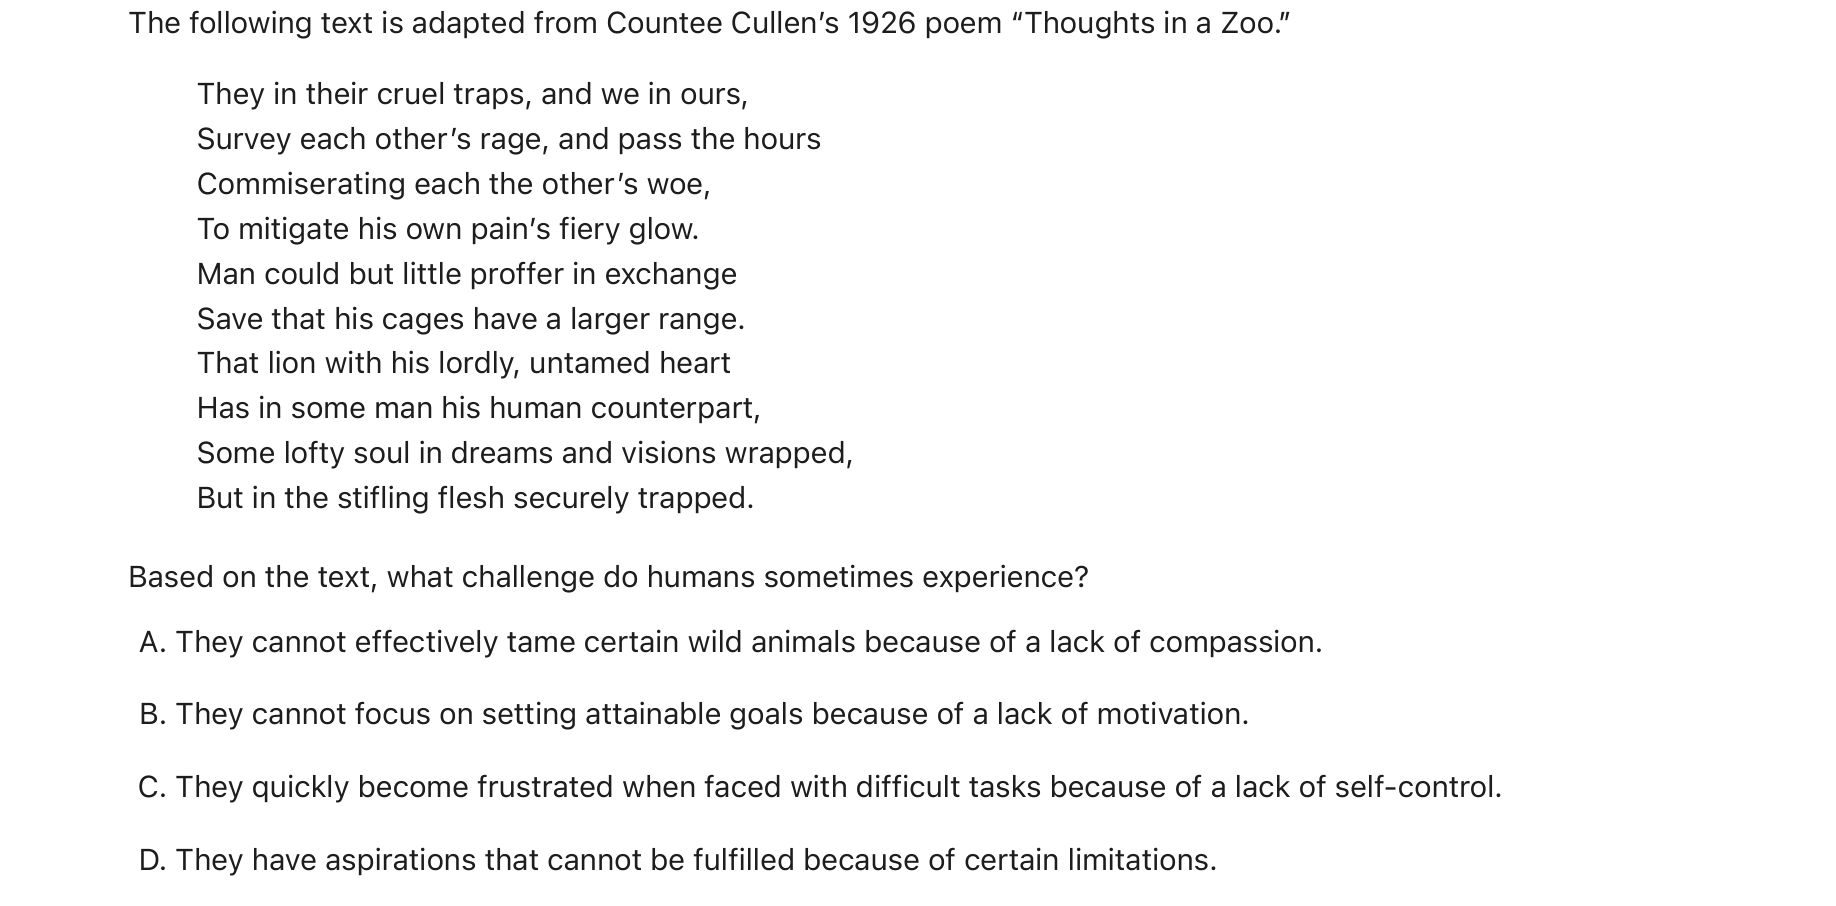 The following text is adapted from Countee Cullen’s 1926 poem “Thoughts in a Zoo.”
They in their cruel traps, and we in ours,
Survey each other’s rage, and pass the hours
Commiserating each the other’s woe,
To mitigate his own pain’s fiery glow.
Man could but little proffer in exchange
Save that his cages have a larger range.
That lion with his lordly, untamed heart
Has in some man his human counterpart,
Some lofty soul in dreams and visions wrapped,
But in the stifling flesh securely trapped.
Based on the text, what challenge do humans sometimes experience?
A. They cannot effectively tame certain wild animals because of a lack of compassion.
B. They cannot focus on setting attainable goals because of a lack of motivation.
C. They quickly become frustrated when faced with difficult tasks because of a lack of self-control.
D. They have aspirations that cannot be fulfilled because of certain limitations.